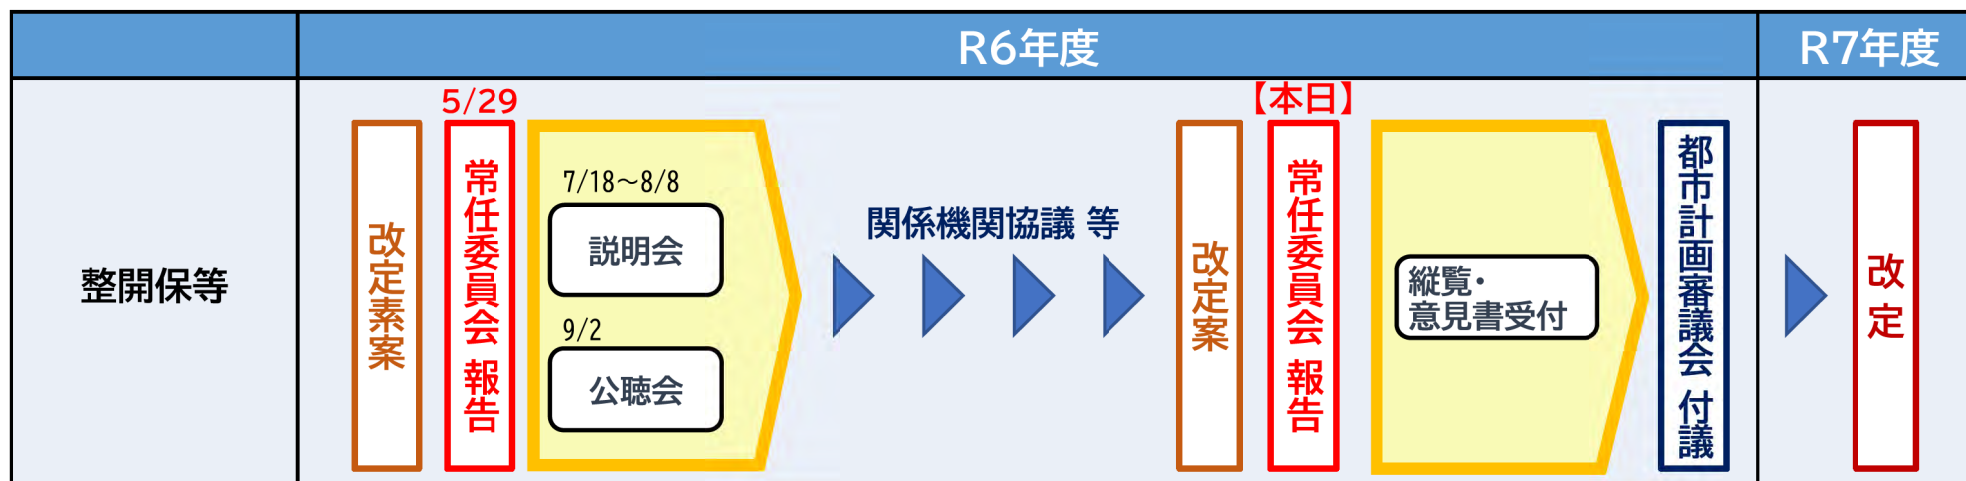 R6年度
R7年度
整開保等
改定素案
5/29
常任委員会 報告
7/18～8/8
説明会
9/2
公聴会
関係機関協議 等
改定案
【本日】
常任委員会 報告
縦覧・
意見書受付
都市計画審議会 付議
改定